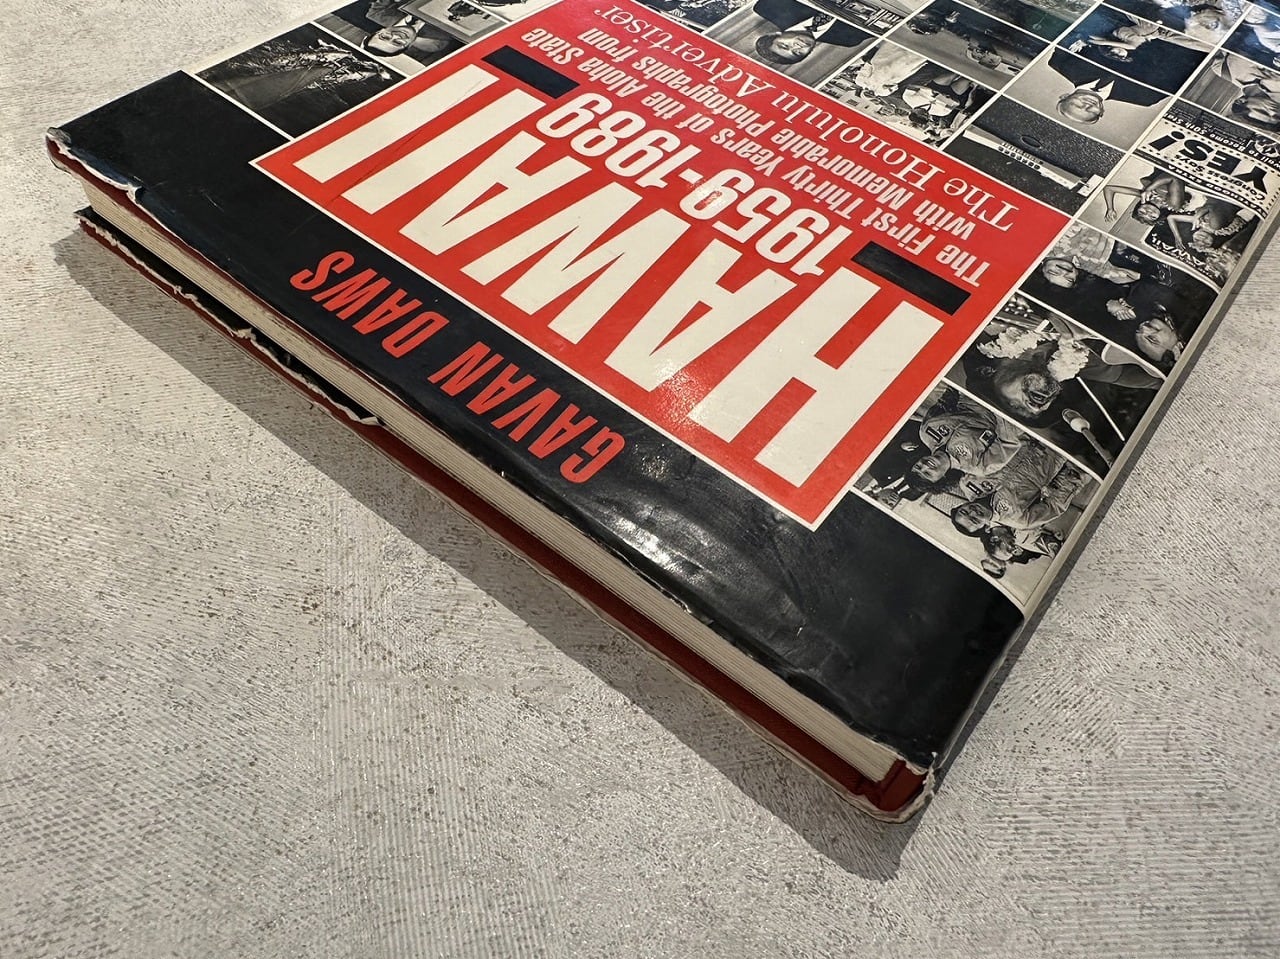 HAWAII
1959-1989
The First Thirty Years of the Aloha State
with Memorable Photographs from
The Honolulu Advertiser
GAVAN DAWS
YES!